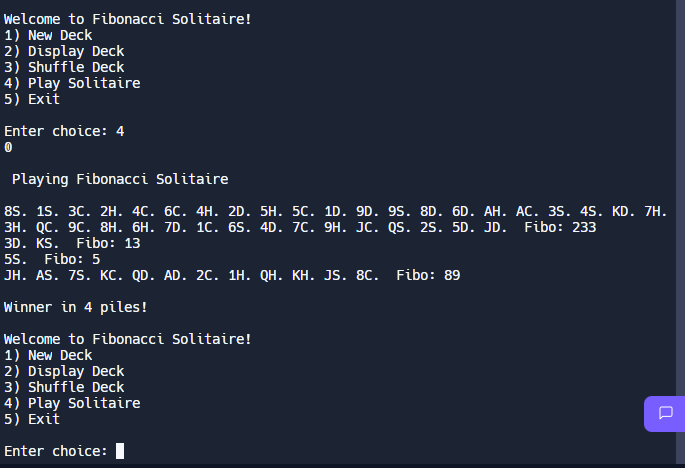 Welcome to Fibonacci Solitaire!
1) New Deck
2) Display Deck
3) Shuffle Deck
4) Play Solitaire
5) Exit
Enter choice: 4
0
Playing Fibonacci Solitaire
8S. 1S. 3C. 2H. 4C. 6C. 4H. 2D. 5H. 5C. 1D. 9D. 9S. 8D. 6D. AH. AC. 3S. 4S. KD. 7H.
3H. QC. 9C. 8H. 6H. 7D. 1C. 6S. 4D. 7C. 9H. JC. QS. 2S. 5D. JD.  Fibo: 233
3D. KS.  Fibo: 13
5S.  Fibo: 5
JH. AS. 7S. KC. QD. AD. 2C. 1H. QH. KH. JS. 8C.  Fibo: 89
Winner in 4 piles!
Welcome to Fibonacci Solitaire!
1) New Deck
2) Display Deck
3) Shuffle Deck
4) Play Solitaire
5) Exit
Enter choice: